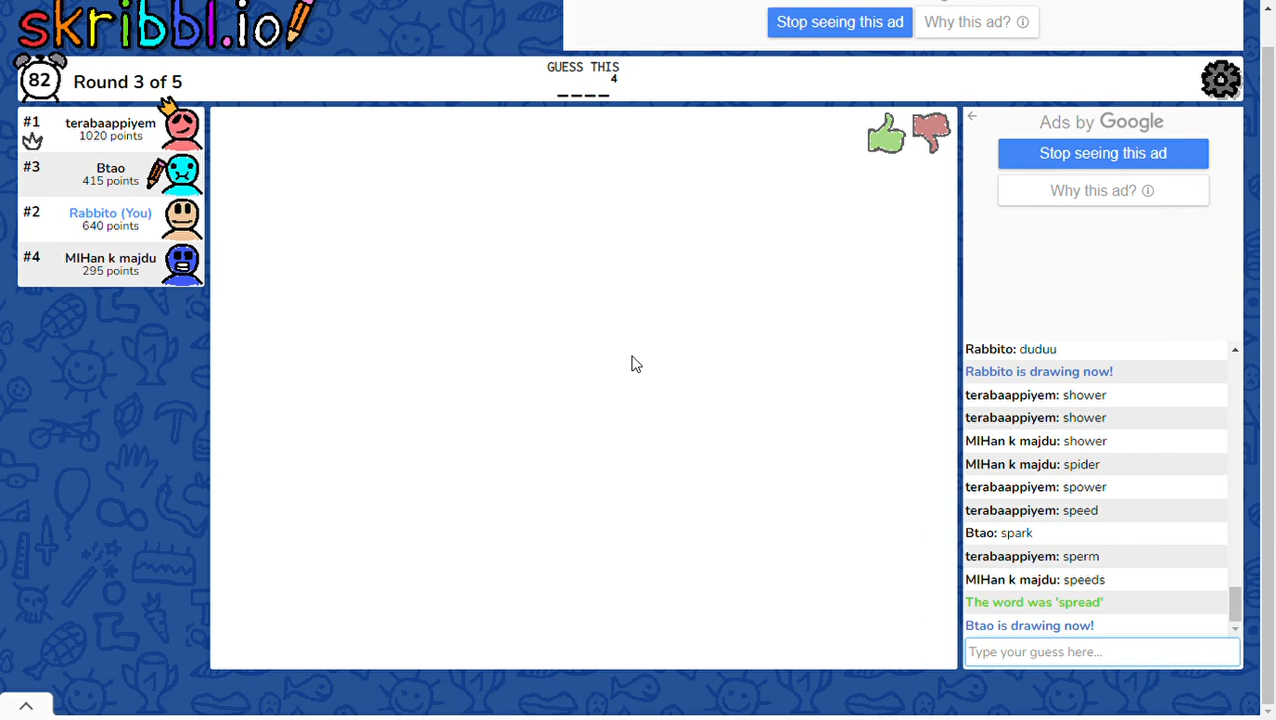 skribbl.io
Stop seeing this ad
Why this ad?
82
Round 3 of 5
GUESS THIS
4
____
#1
terabaappiyem
1020 points
#3
Btao
415 points
#2
Rabbito (You)
640 points
#4
MIHan k majdu
295 points
Ads by Google
Stop seeing this ad
Why this ad?
Rabbito: duduu
Rabbito is drawing now!
terabaappiyem: shower
terabaappiyem: shower
MIHan k majdu: shower
MIHan k majdu: spider
terabaappiyem: spower
terabaappiyem: speed
Btao: spark
terabaappiyem: sperm
MIHan k majdu: speeds
The word was 'spread'
Btao is drawing now!
Type your guess here...